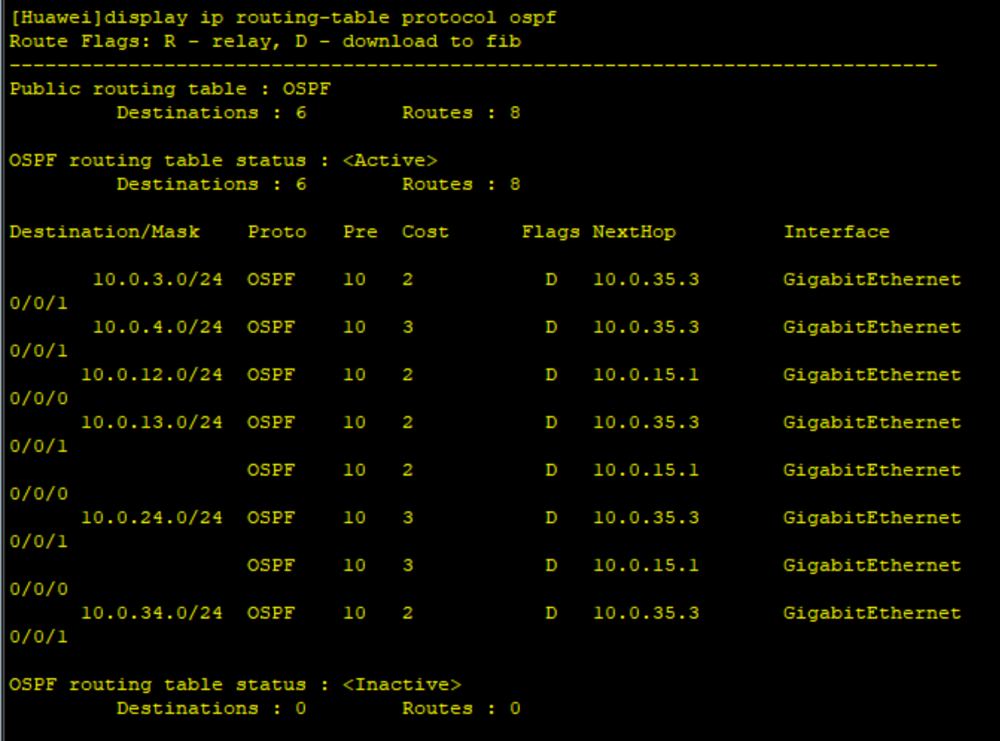 [Huawei]display ip routing-table protocol ospf
Route Flags: R - relay, D - download to fib
------------------------------------------------------------------------------
Public routing table : OSPF
         Destinations : 6        Routes : 8

OSPF routing table status : <Active>
         Destinations : 6        Routes : 8

Destination/Mask    Proto   Pre  Cost      Flags NextHop         Interface

       10.0.3.0/24  OSPF    10   2           D   10.0.35.3       GigabitEthernet
0/0/1
       10.0.4.0/24  OSPF    10   3           D   10.0.35.3       GigabitEthernet
0/0/1
      10.0.12.0/24  OSPF    10   2           D   10.0.15.1       GigabitEthernet
0/0/0
      10.0.13.0/24  OSPF    10   2           D   10.0.35.3       GigabitEthernet
0/0/1
                    OSPF    10   2           D   10.0.15.1       GigabitEthernet
0/0/0
      10.0.24.0/24  OSPF    10   3           D   10.0.35.3       GigabitEthernet
0/0/1
                    OSPF    10   3           D   10.0.15.1       GigabitEthernet
0/0/0
      10.0.34.0/24  OSPF    10   2           D   10.0.35.3       GigabitEthernet
0/0/1

OSPF routing table status : <Inactive>
         Destinations : 0        Routes : 0